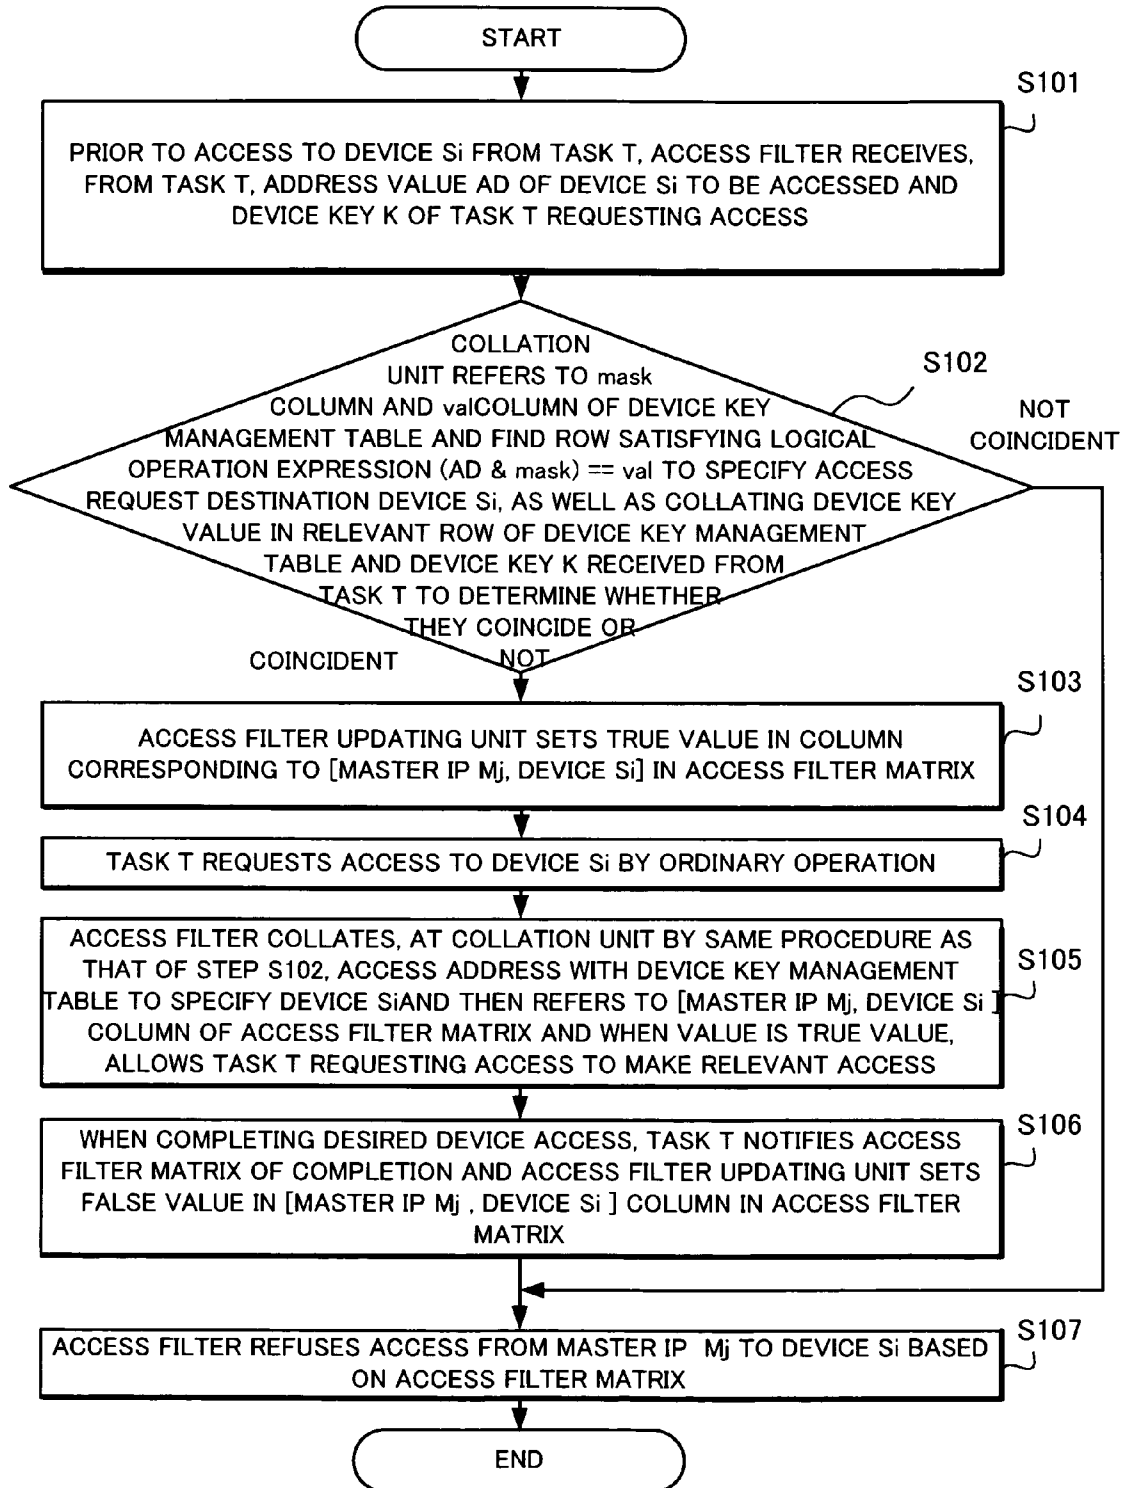 START
S101
PRIOR TO ACCESS TO DEVICE Si FROM TASK T, ACCESS FILTER RECEIVES,
FROM TASK T, ADDRESS VALUE AD OF DEVICE Si TO BE ACCESSED AND
DEVICE KEY K OF TASK T REQUESTING ACCESS
S102
COLLATION
UNIT REFERS TO mask
COLUMN AND valCOLUMN OF DEVICE KEY
MANAGEMENT TABLE AND FIND ROW SATISFYING LOGICAL
OPERATION EXPRESSION (AD & mask) == val TO SPECIFY ACCESS
REQUEST DESTINATION DEVICE Si, AS WELL AS COLLATING DEVICE KEY
VALUE IN RELEVANT ROW OF DEVICE KEY MANAGEMENT
TABLE AND DEVICE KEY K RECEIVED FROM
TASK T TO DETERMINE WHETHER
THEY COINCIDE OR
NOT
NOT
COINCIDENT
COINCIDENT
S103
ACCESS FILTER UPDATING UNIT SETS TRUE VALUE IN COLUMN
CORRESPONDING TO [MASTER IP Mj, DEVICE Si] IN ACCESS FILTER MATRIX
S104
TASK T REQUESTS ACCESS TO DEVICE Si BY ORDINARY OPERATION
S105
ACCESS FILTER COLLATES, AT COLLATION UNIT BY SAME PROCEDURE AS
THAT OF STEP S102, ACCESS ADDRESS WITH DEVICE KEY MANAGEMENT
TABLE TO SPECIFY DEVICE SiAND THEN REFERS TO [MASTER IP Mj, DEVICE Si ]
COLUMN OF ACCESS FILTER MATRIX AND WHEN VALUE IS TRUE VALUE,
ALLOWS TASK T REQUESTING ACCESS TO MAKE RELEVANT ACCESS
S106
WHEN COMPLETING DESIRED DEVICE ACCESS, TASK T NOTIFIES ACCESS
FILTER MATRIX OF COMPLETION AND ACCESS FILTER UPDATING UNIT SETS
FALSE VALUE IN [MASTER IP Mj , DEVICE Si ] COLUMN IN ACCESS FILTER
MATRIX
S107
ACCESS FILTER REFUSES ACCESS FROM MASTER IP Mj TO DEVICE Si BASED
ON ACCESS FILTER MATRIX
END